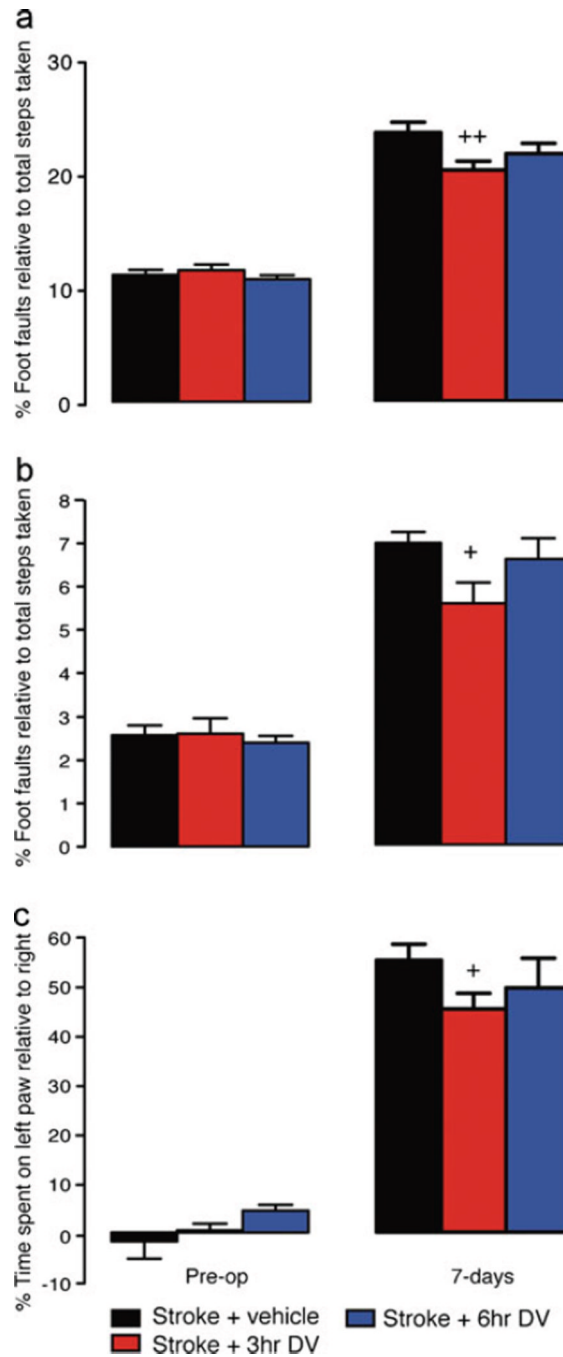 a
% Foot faults relative to total steps taken
30
20
10
0
++
b
% Foot faults relative to total steps taken
8
7
6
5
4
3
2
1
0
+
c
% Time spent on left paw relative to right
60
50
40
30
20
10
0
-10
+
Pre-op 7-days
Stroke + vehicle Stroke + 6hr DV
Stroke + 3hr DV